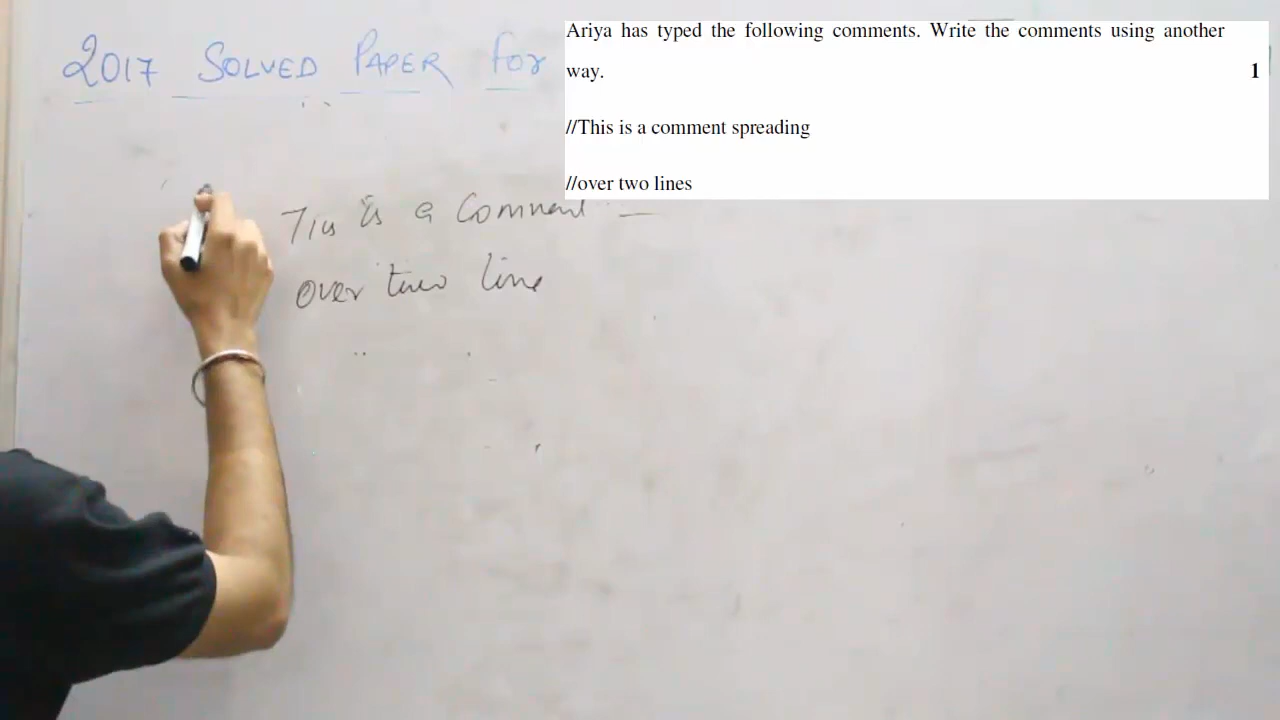 2017 SOLVED PAPER for
Ariya has typed the following comments. Write the comments using another
way. 1
//This is a comment spreading
//over two lines
This is a Comment —
over two line